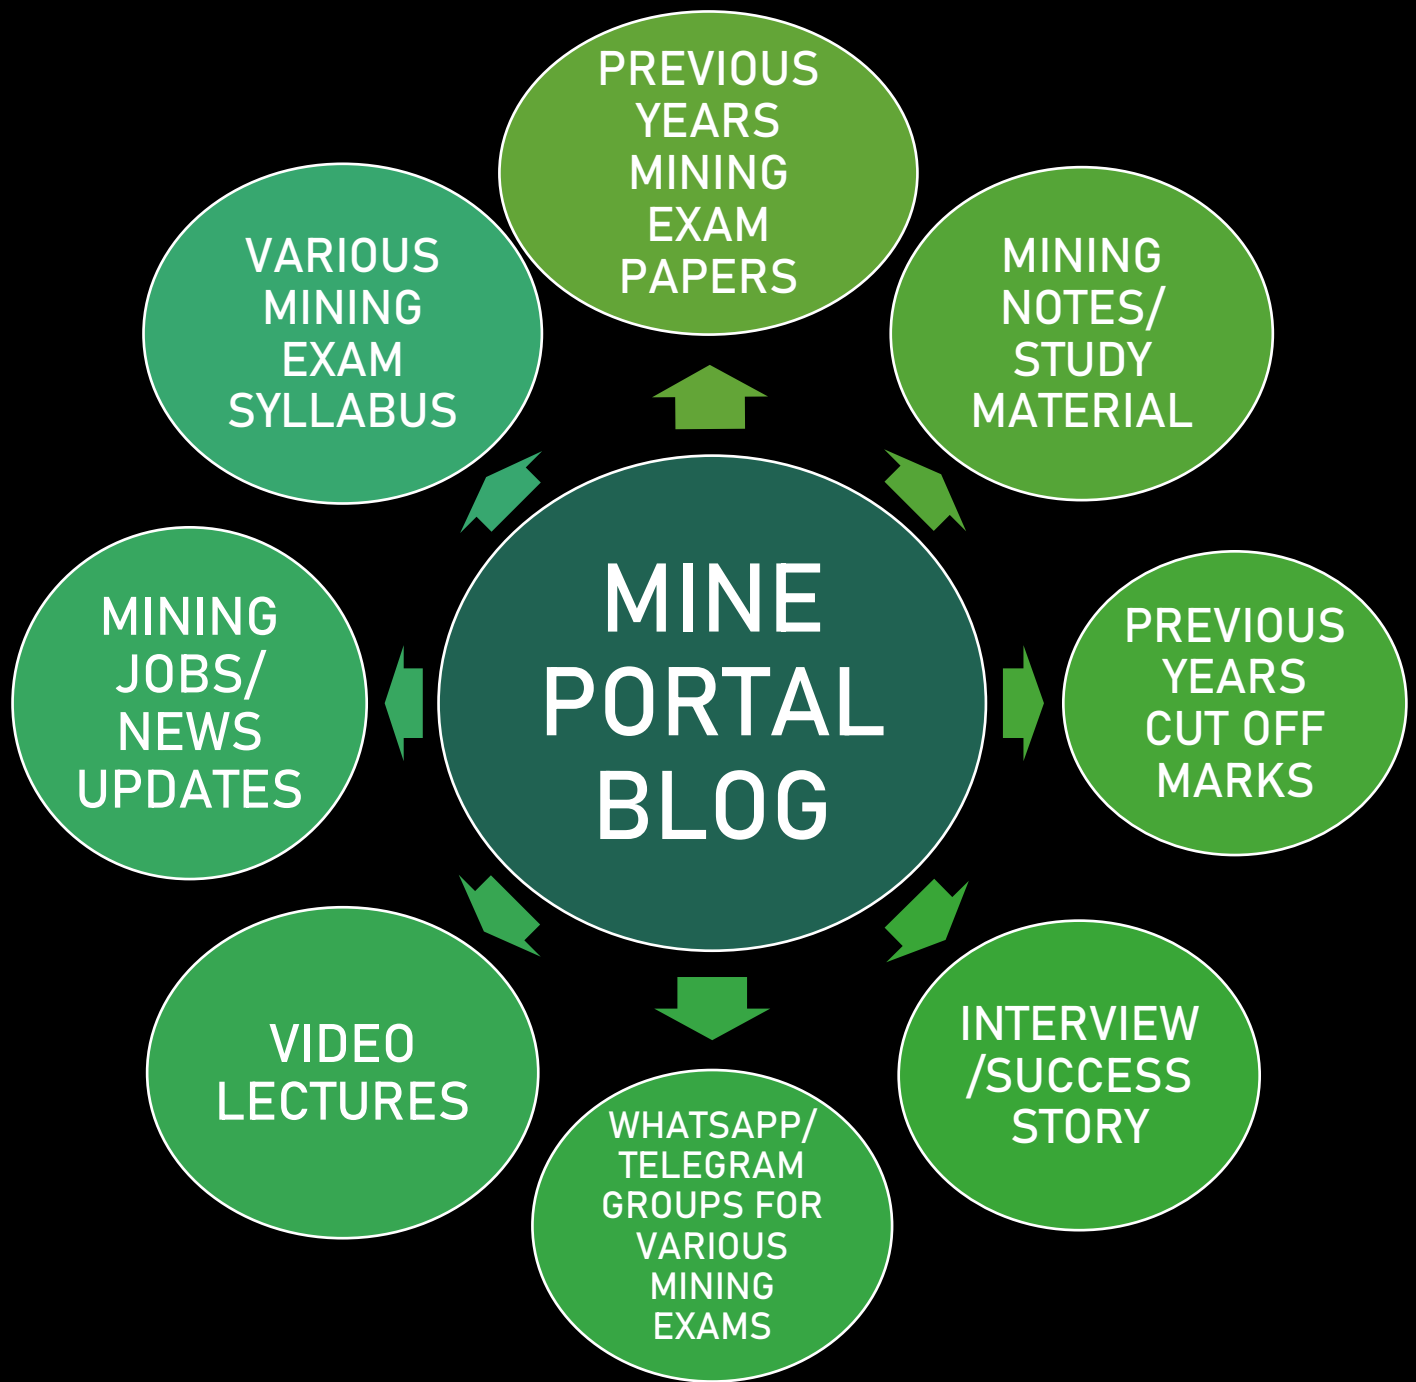 PREVIOUS
YEARS
MINING
EXAM
PAPERS
MINING
NOTES/
STUDY
MATERIAL
PREVIOUS
YEARS
CUT OFF
MARKS
INTERVIEW
/SUCCESS
STORY
WHATSAPP/
TELEGRAM
GROUPS FOR
VARIOUS
MINING
EXAMS
VIDEO
LECTURES
MINING
JOBS/
NEWS
UPDATES
VARIOUS
MINING
EXAM
SYLLABUS
MINE
PORTAL
BLOG